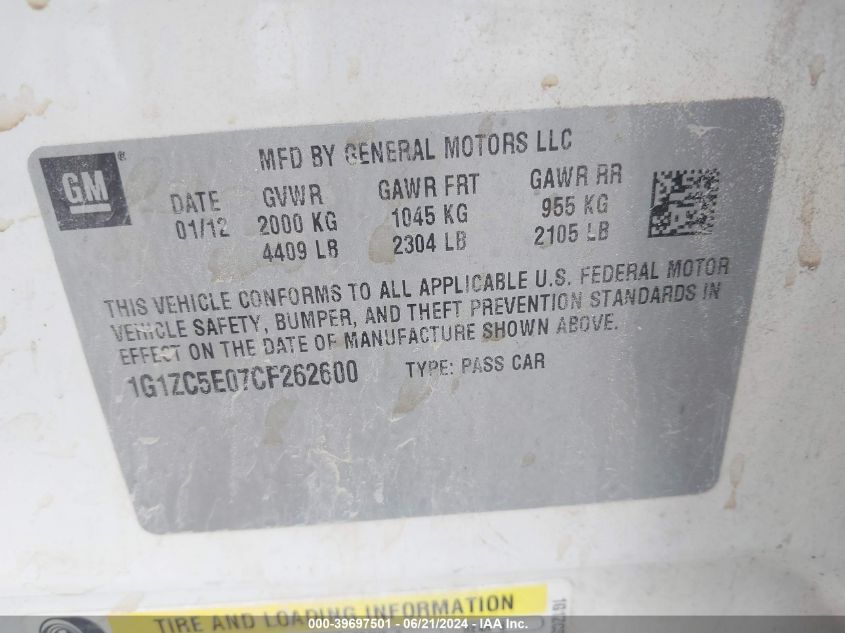 MFD BY GENERAL MOTORS LLC
GM ®
DATE GVWR GAWR FRT GAWR RR
01/12 2000 KG 1045 KG 955 KG
4409 LB 2304 LB 2105 LB
THIS VEHICLE CONFORMS TO ALL APPLICABLE U.S. FEDERAL MOTOR
VEHICLE SAFETY, BUMPER, AND THEFT PREVENTION STANDARDS IN
EFFECT ON THE DATE OF MANUFACTURE SHOWN ABOVE.
1G1ZC5E07CF262600 TYPE: PASS CAR
TIRE AND LOADING INFORMATION
000-39697501 - 06/21/2024 - IAA Inc.